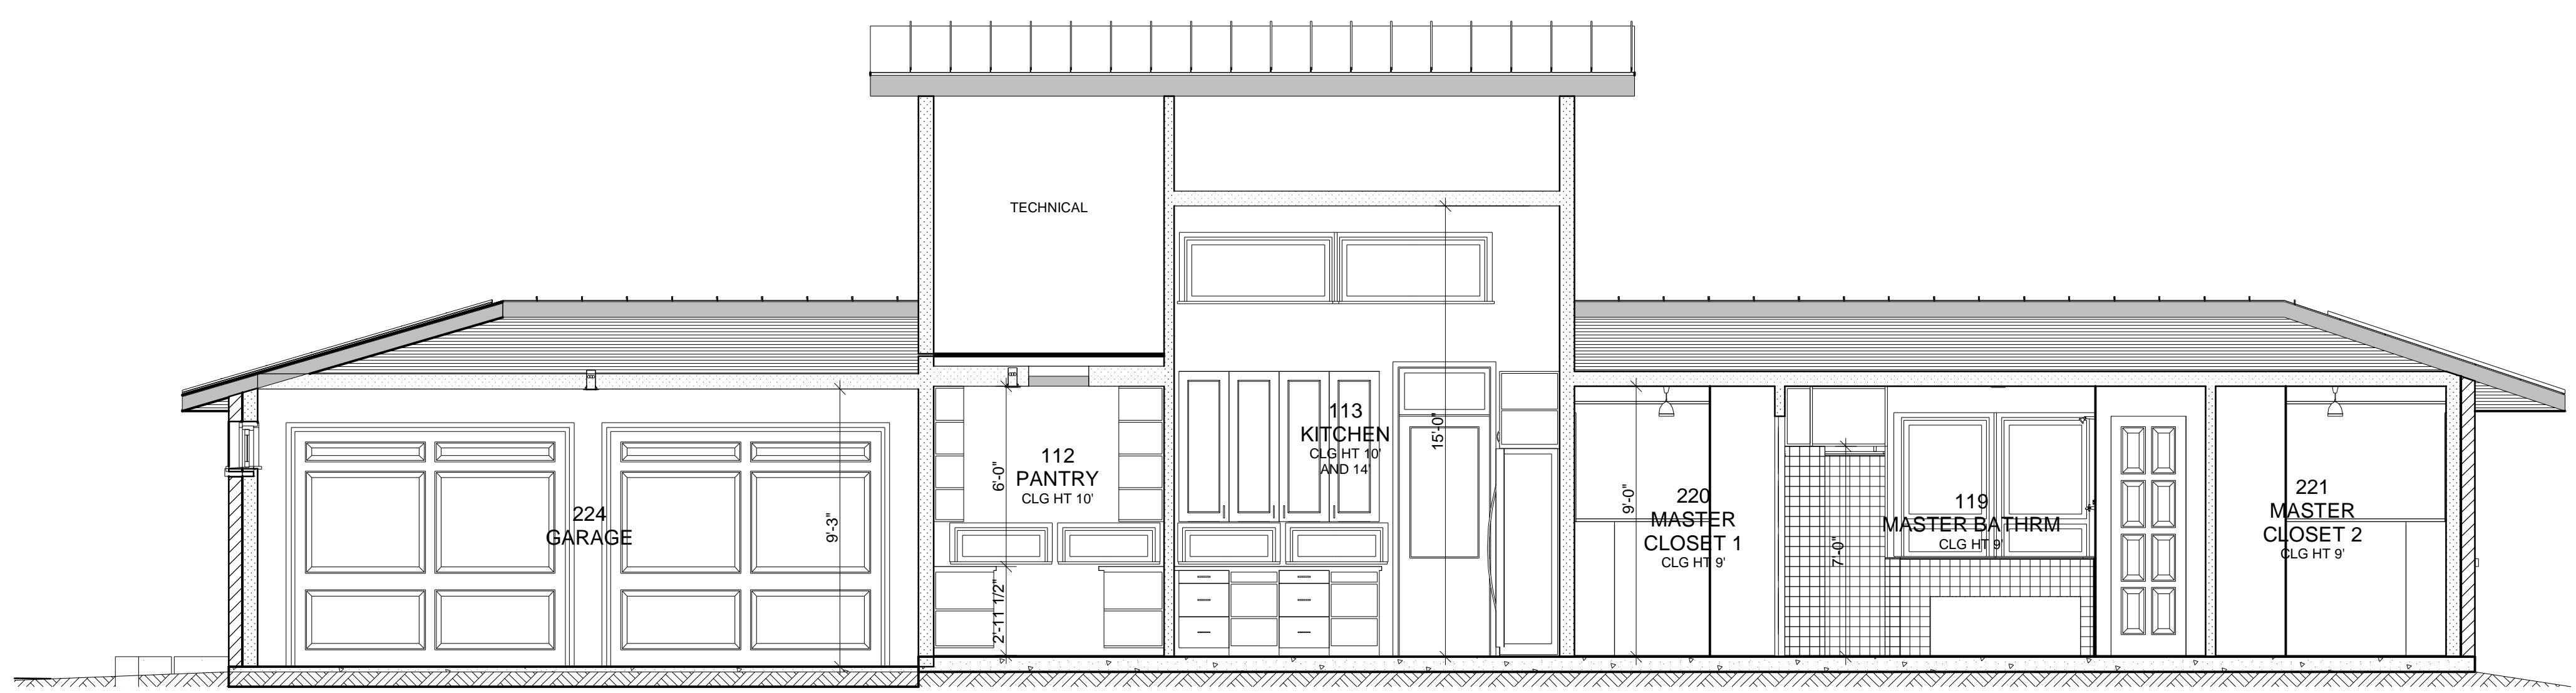 TECHNICAL
224
GARAGE
9'-3"
112
PANTRY
CLG HT 10'
6'-0"
2'-11 1/2"
113
KITCHEN
CLG HT 10'
AND 14'
15'-0"
220
MASTER
CLOSET 1
CLG HT 9'
9'-0"
7'-0"
119
MASTER BATHRM
CLG HT 9'
221
MASTER
CLOSET 2
CLG HT 9'